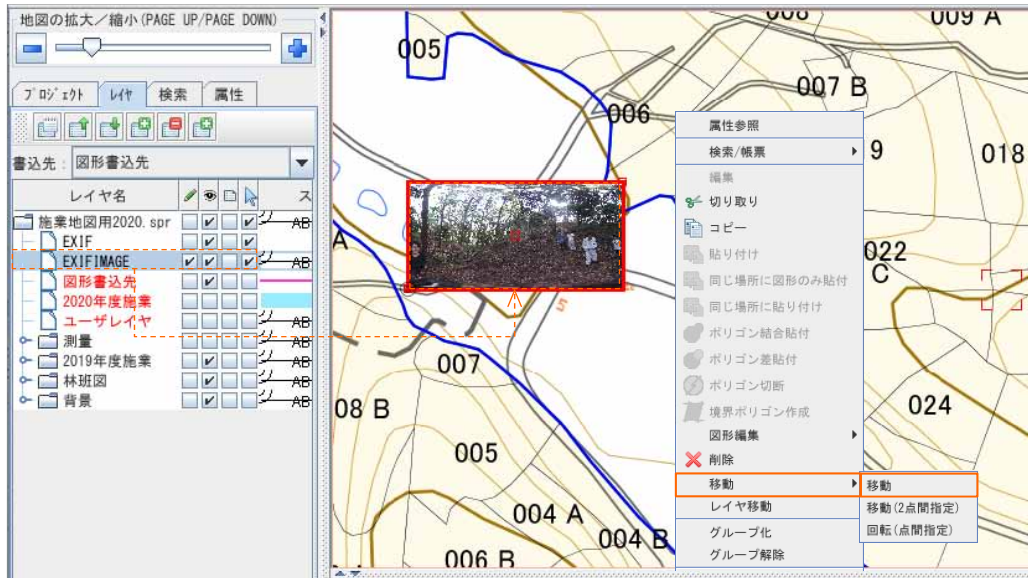 地図の拡大／縮小(PAGE UP/PAGE DOWN)
プロジェクト
レイヤ
検索
属性
書込先：
図形書込先
レイヤ名
ス
施業地図用2020.spr
AB
EXIF
EXIFIMAGE
AB
図形書込先
2020年度施業
ユーザレイヤ
AB
測量
AB
2019年度施業
AB
林班図
AB
背景
AB
008
009 A
005
007 B
006
9
018
A
022
C
5
007
08 B
024
005
004 A
004 B
006 B
属性参照
検索/帳票
編集
切り取り
コピー
貼り付け
同じ場所に図形のみ貼付
同じ場所に貼り付け
ポリゴン結合貼付
ポリゴン差貼付
ポリゴン切断
境界ポリゴン作成
図形編集
削除
移動
レイヤ移動
グループ化
グループ解除
移動
移動(2点間指定)
回転(点間指定)